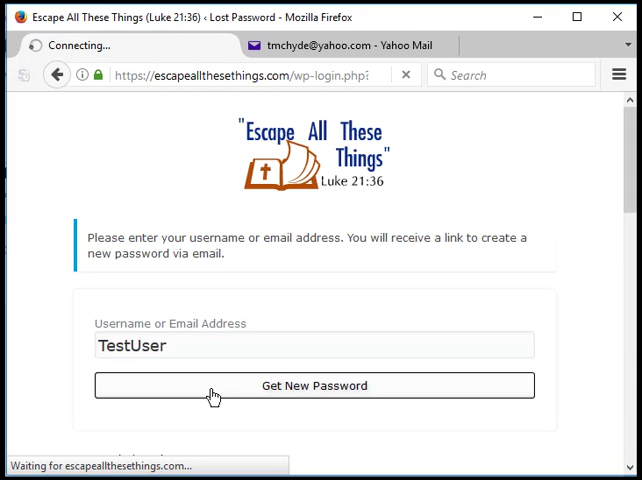 Escape All These Things (Luke 21:36) ‹ Lost Password - Mozilla Firefox
Connecting...
tmchyde@yahoo.com - Yahoo Mail
https://escapeallthesethings.com/wp-login.php?
Search
"Escape All These
Things"
Luke 21:36
Please enter your username or email address. You will receive a link to create a
new password via email.
Username or Email Address
TestUser
Get New Password
Waiting for escapeallthesethings.com...